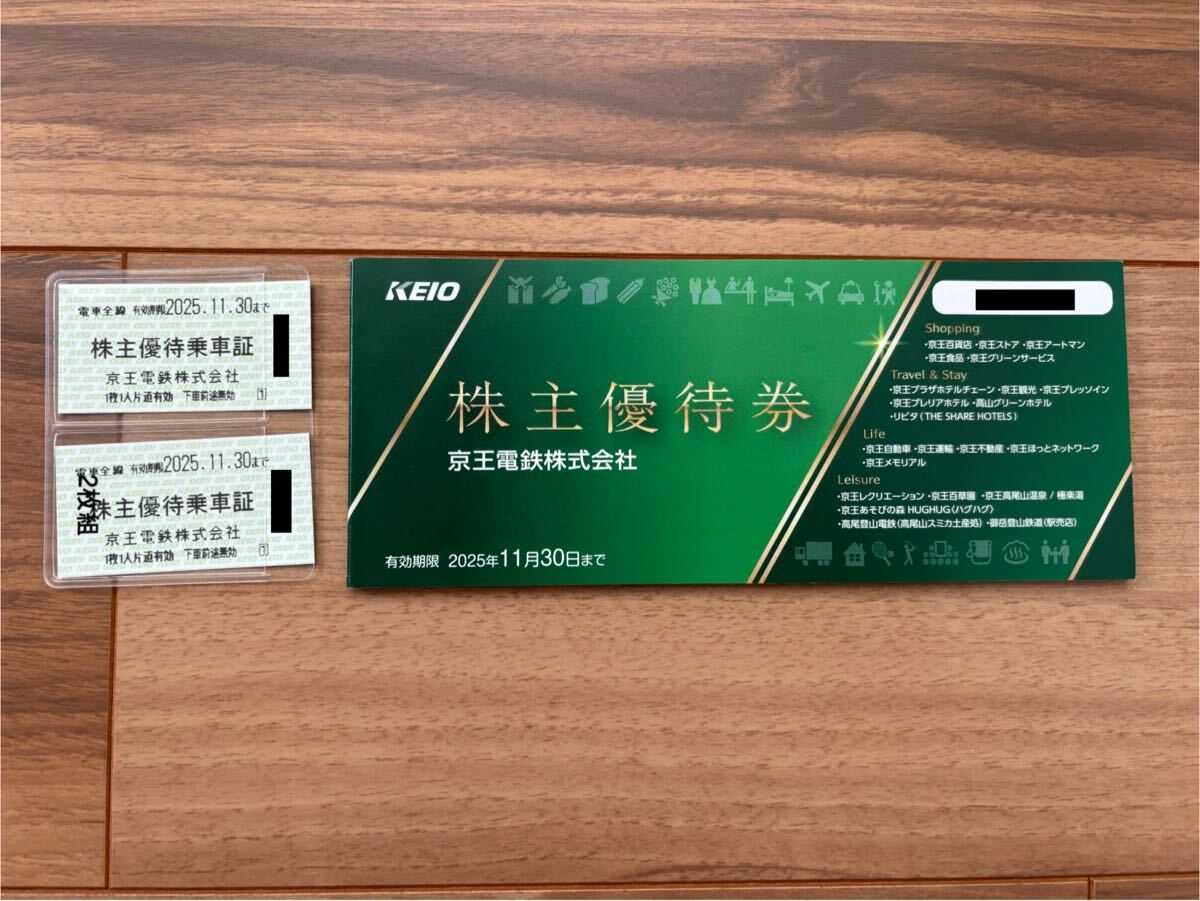 電車全線 有効期限2025.11.30まで
株主優待乗車証
京王電鉄株式会社
1枚1人片道有効 下車前途無効 1
電車全線 有効期限2025.11.30まで
株主優待乗車証
2枚組
京王電鉄株式会社
1枚1人片道有効 下車前途無効 1
KEIO
株主優待券
京王電鉄株式会社
有効期限 2025年11月30日まで
Shopping
・京王百貨店 ・京王ストア ・京王アートマン
・京王食品 ・京王グリーンサービス
Travel & Stay
・京王プラザホテルチェーン ・京王観光 ・京王プレッソイン
・京王プレリアホテル ・高山グリーンホテル
・リビタ(THE SHARE HOTELS)
Life
・京王自動車 ・京王運輸 ・京王不動産 ・京王ほっとネットワーク
・京王メモリアル
Leisure
・京王レクリエーション ・京王百草園 ・京王高尾山温泉 / 極楽湯
・京王あそびの森 HUGHUG〈ハグハグ〉
・高尾登山電鉄(高尾山スミカ土産処) ・御岳登山鉄道(駅売店)